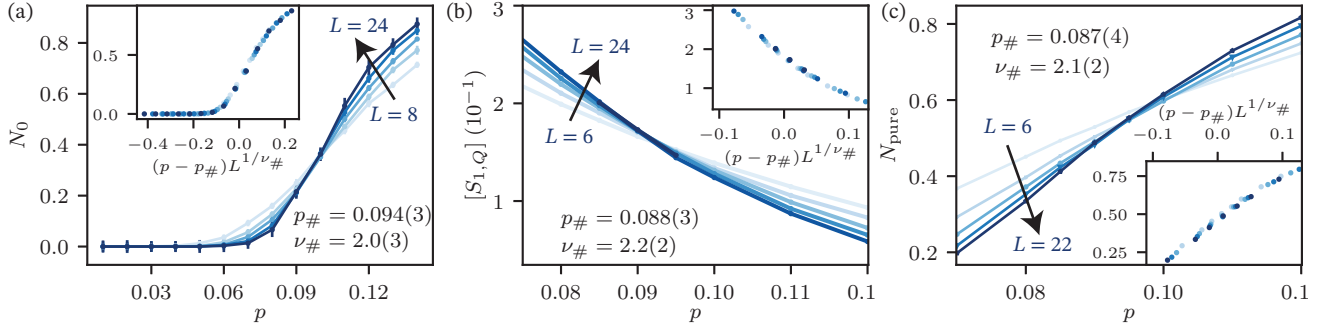 (a)
N₀
0.8
0.6
0.4
0.2
0.0
0.5
0.0
−0.4 −0.2 0.0 0.2
(p − p#)L^{1/ν#}
L = 24
L = 8
p# = 0.094(3)
ν# = 2.0(3)
0.03 0.06 0.09 0.12
p
(b)
[S₁,Q] (10⁻¹)
3
2
1
L = 24
L = 6
3
2
1
−0.1 0.0 0.1
(p − p#)L^{1/ν#}
p# = 0.088(3)
ν# = 2.2(2)
0.08 0.09 0.10 0.11 0.1
p
(c)
N_pure
0.8
0.6
0.4
0.2
p# = 0.087(4)
ν# = 2.1(2)
(p − p#)L^{1/ν#}
−0.1 0.0 0.1
0.75
0.50
0.25
L = 6
L = 22
0.08 0.10 0.1
p